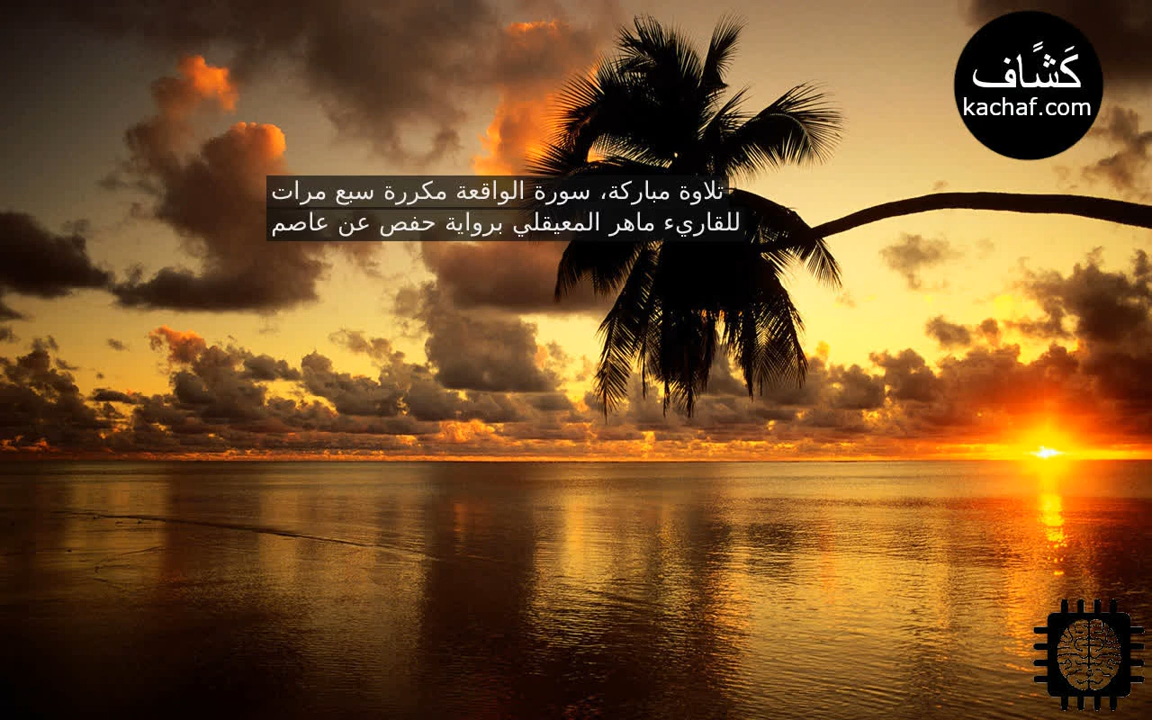 كَشًاف
kachaf.com
تلاوة مباركة، سورة الواقعة مكررة سبع مرات
للقاريء ماهر المعيقلي برواية حفص عن عاصم